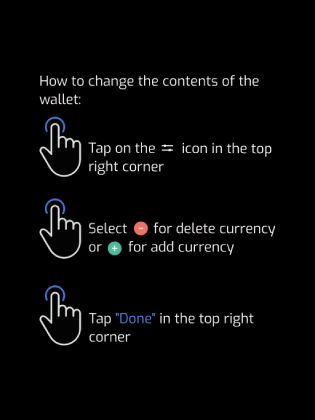 How to change the contents of the
wallet:
Tap on the icon in the top
right corner
Select - for delete currency
or + for add currency
Tap "Done" in the top right
corner